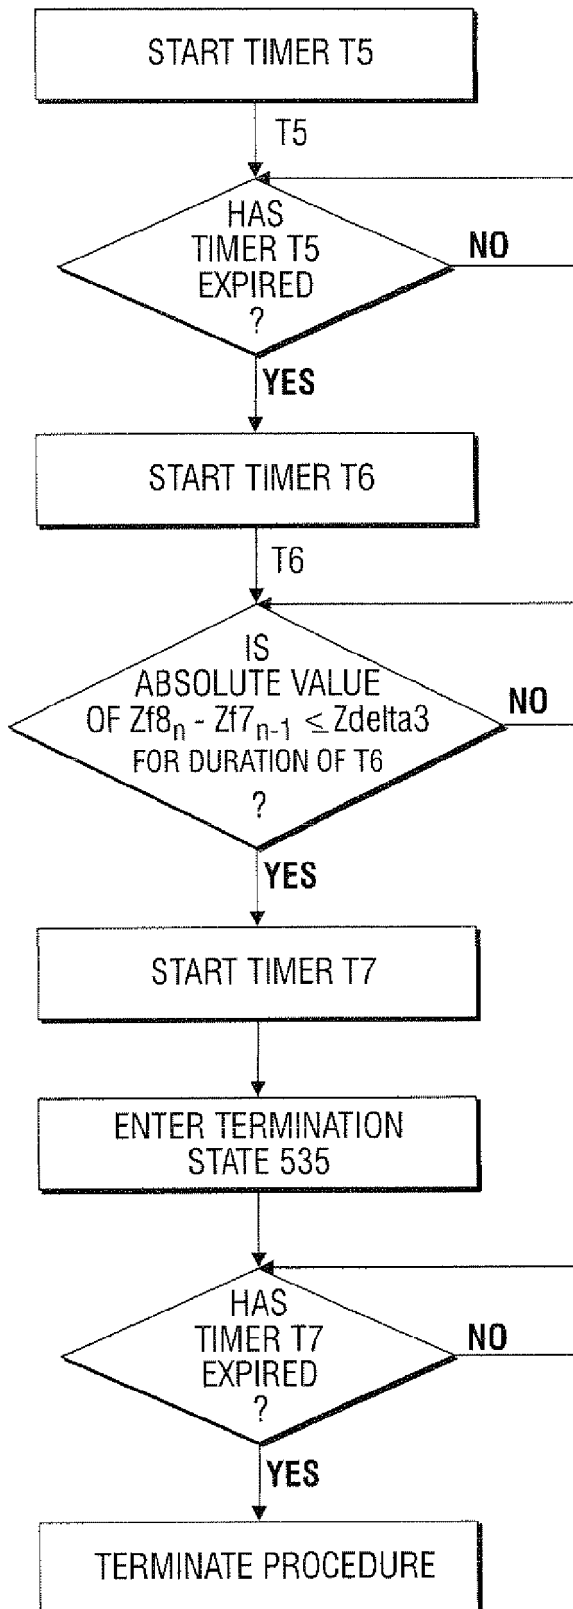 START TIMER T5
T5
HAS
TIMER T5
EXPIRED
?
NO
YES
START TIMER T6
T6
IS
ABSOLUTE VALUE
OF Zf8n - Zf7n-1 ≤ Zdelta3
FOR DURATION OF T6
?
NO
YES
START TIMER T7
ENTER TERMINATION
STATE 535
HAS
TIMER T7
EXPIRED
?
NO
YES
TERMINATE PROCEDURE